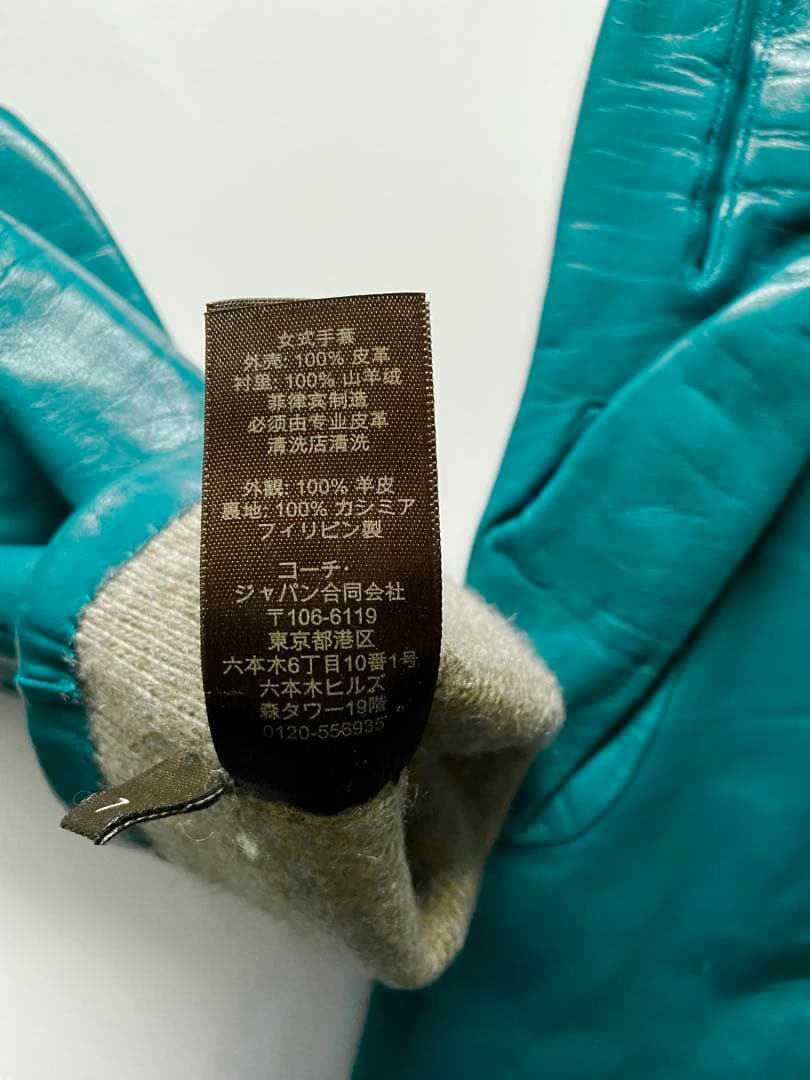 女式手套
外壳: 100% 皮革
衬里: 100% 山羊绒
菲律宾制造
必须由专业皮革
清洗店清洗
外観: 100% 羊皮
裏地: 100% カシミア
フィリピン製
コーチ・
ジャパン合同会社
〒106-6119
東京都港区
六本木6丁目10番1号
六本木ヒルズ
森タワー19階
0120-556935
7